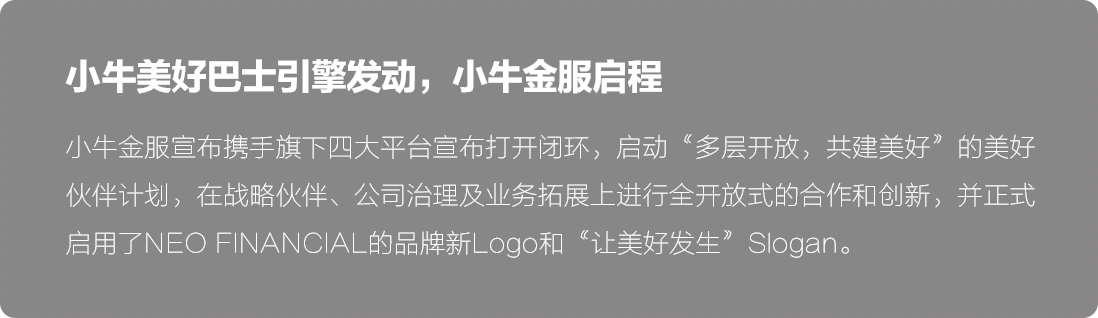 小牛美好巴士引擎发动，小牛金服启程
小牛金服宣布携手旗下四大平台宣布打开闭环，启动“多层开放，共建美好”的美好
伙伴计划，在战略伙伴、公司治理及业务拓展上进行全开放式的合作和创新，并正式
启用了NEO FINANCIAL的品牌新Logo和“让美好发生”Slogan。